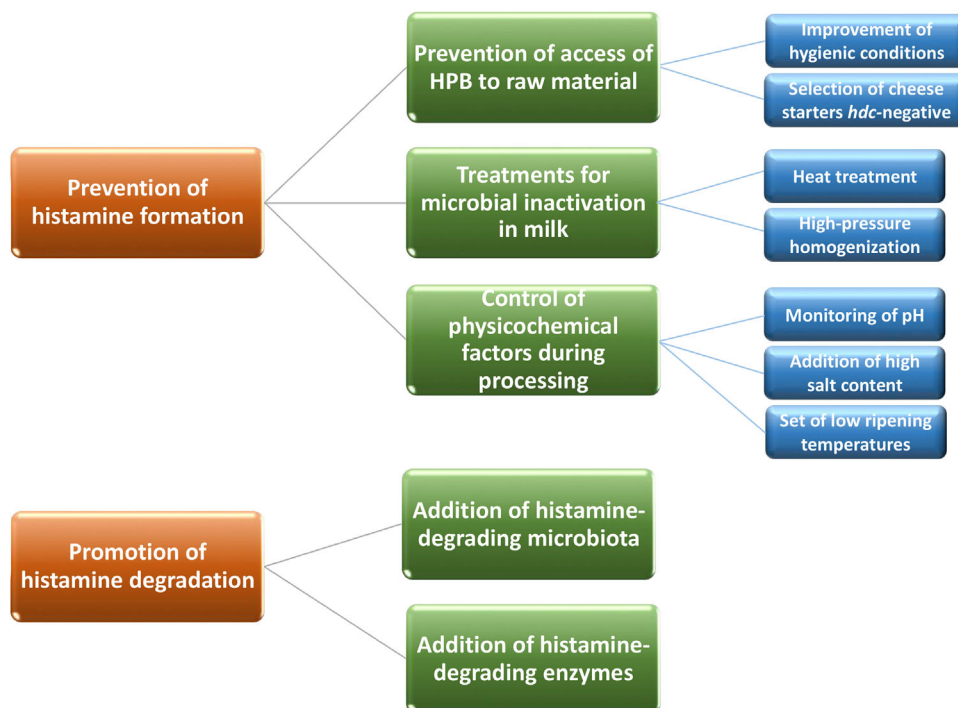 Prevention of
histamine formation
Prevention of access of
HPB to raw material
Improvement of
hygienic conditions
Selection of cheese
starters hdc-negative
Treatments for
microbial inactivation
in milk
Heat treatment
High-pressure
homogenization
Control of
physicochemical
factors during
processing
Monitoring of pH
Addition of high
salt content
Set of low ripening
temperatures
Promotion of
histamine degradation
Addition of histamine-
degrading microbiota
Addition of histamine-
degrading enzymes